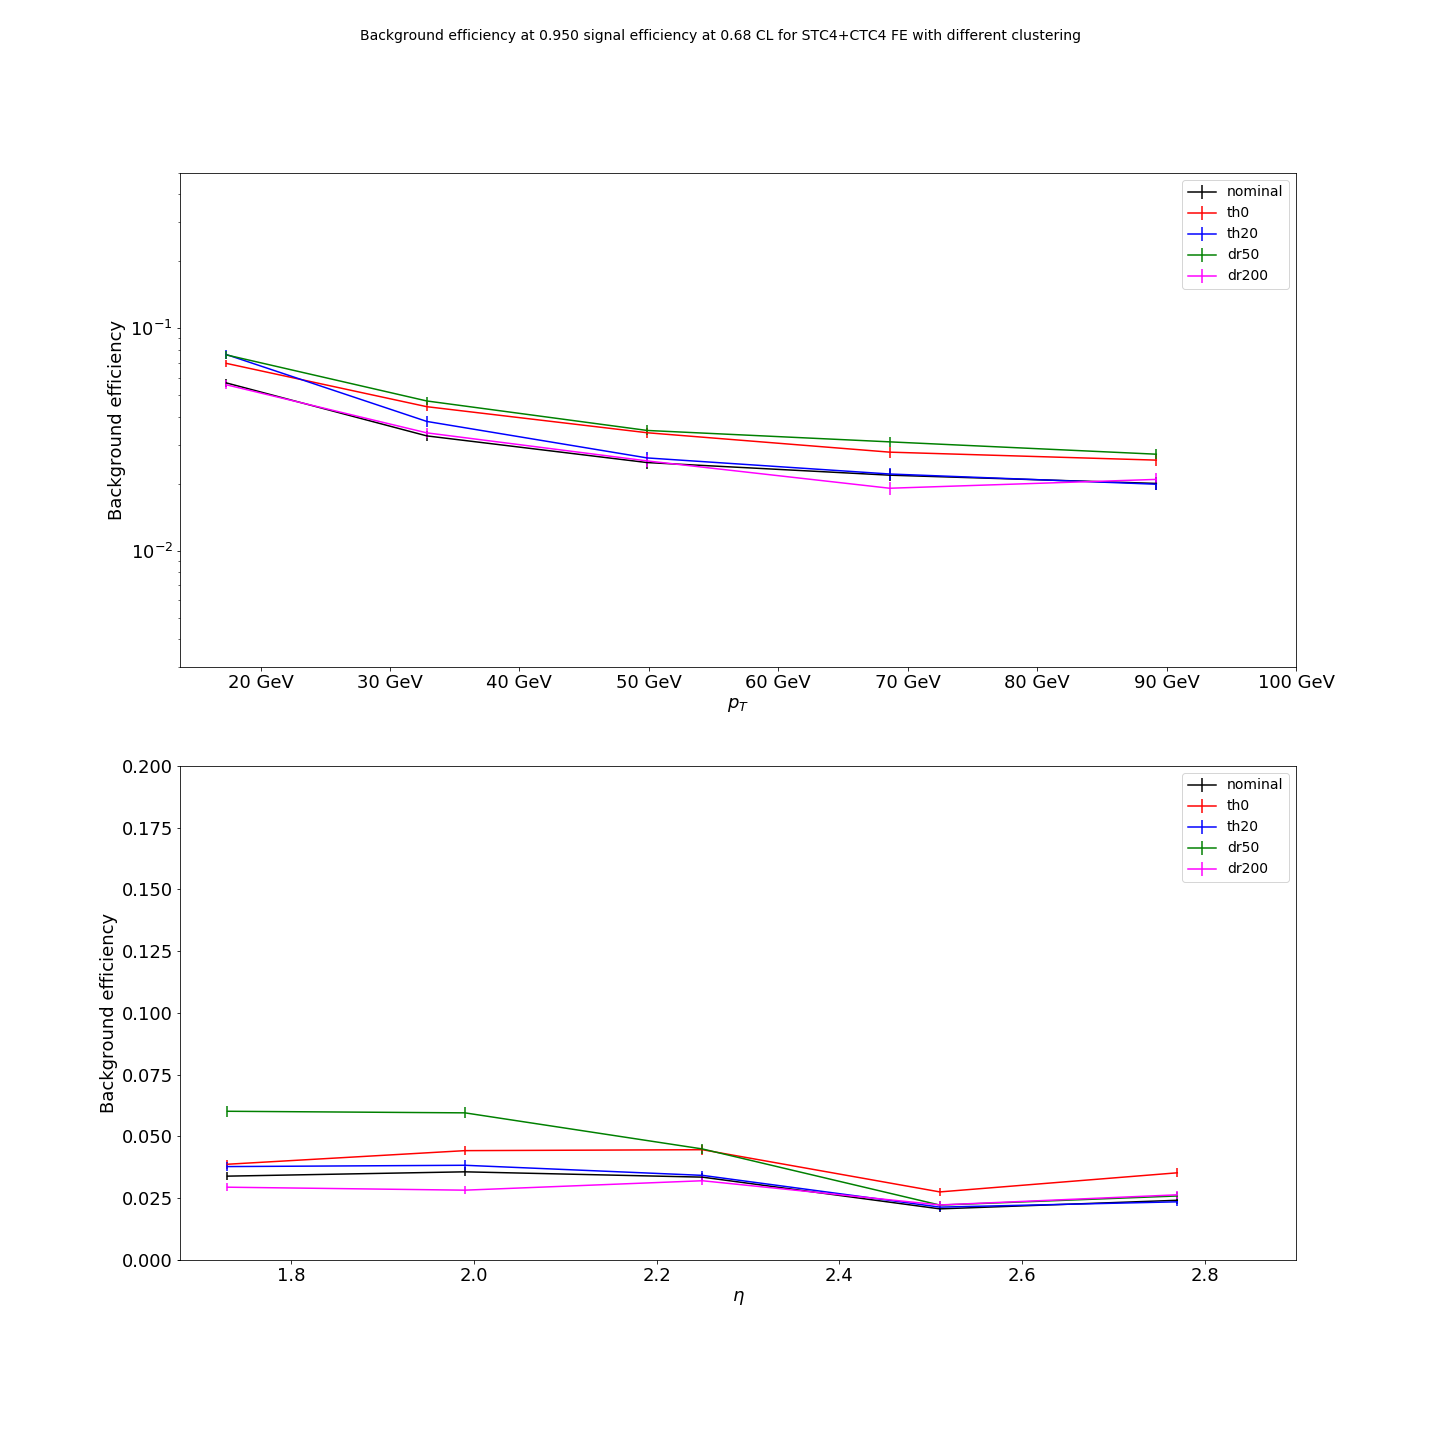 Background efficiency at 0.950 signal efficiency at 0.68 CL for STC4+CTC4 FE with different clustering
nominal
th0
th20
dr50
dr200
Background efficiency
10⁻¹
10⁻²
20 GeV 30 GeV 40 GeV 50 GeV 60 GeV 70 GeV 80 GeV 90 GeV 100 GeV
p_T
nominal
th0
th20
dr50
dr200
Background efficiency
0.200
0.175
0.150
0.125
0.100
0.075
0.050
0.025
0.000
1.8 2.0 2.2 2.4 2.6 2.8
η